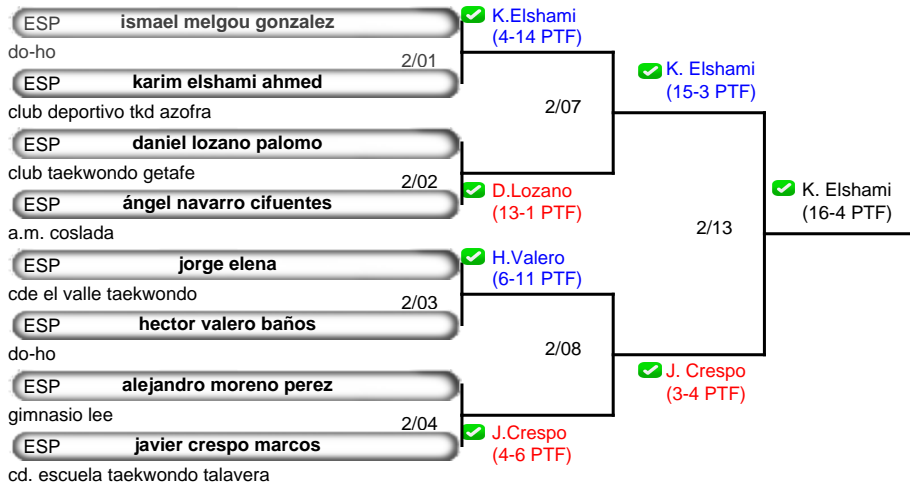 ESP ismael melgou gonzalez
do-ho
2/01
ESP karim elshami ahmed
club deportivo tkd azofra
K.Elshami
(4-14 PTF)
ESP daniel lozano palomo
club taekwondo getafe
2/02
ESP ángel navarro cifuentes
a.m. coslada
D.Lozano
(13-1 PTF)
2/07
K. Elshami
(15-3 PTF)
ESP jorge elena
cde el valle taekwondo
2/03
ESP hector valero baños
do-ho
H.Valero
(6-11 PTF)
ESP alejandro moreno perez
gimnasio lee
2/04
ESP javier crespo marcos
cd. escuela taekwondo talavera
J.Crespo
(4-6 PTF)
2/08
J. Crespo
(3-4 PTF)
2/13
K. Elshami
(16-4 PTF)